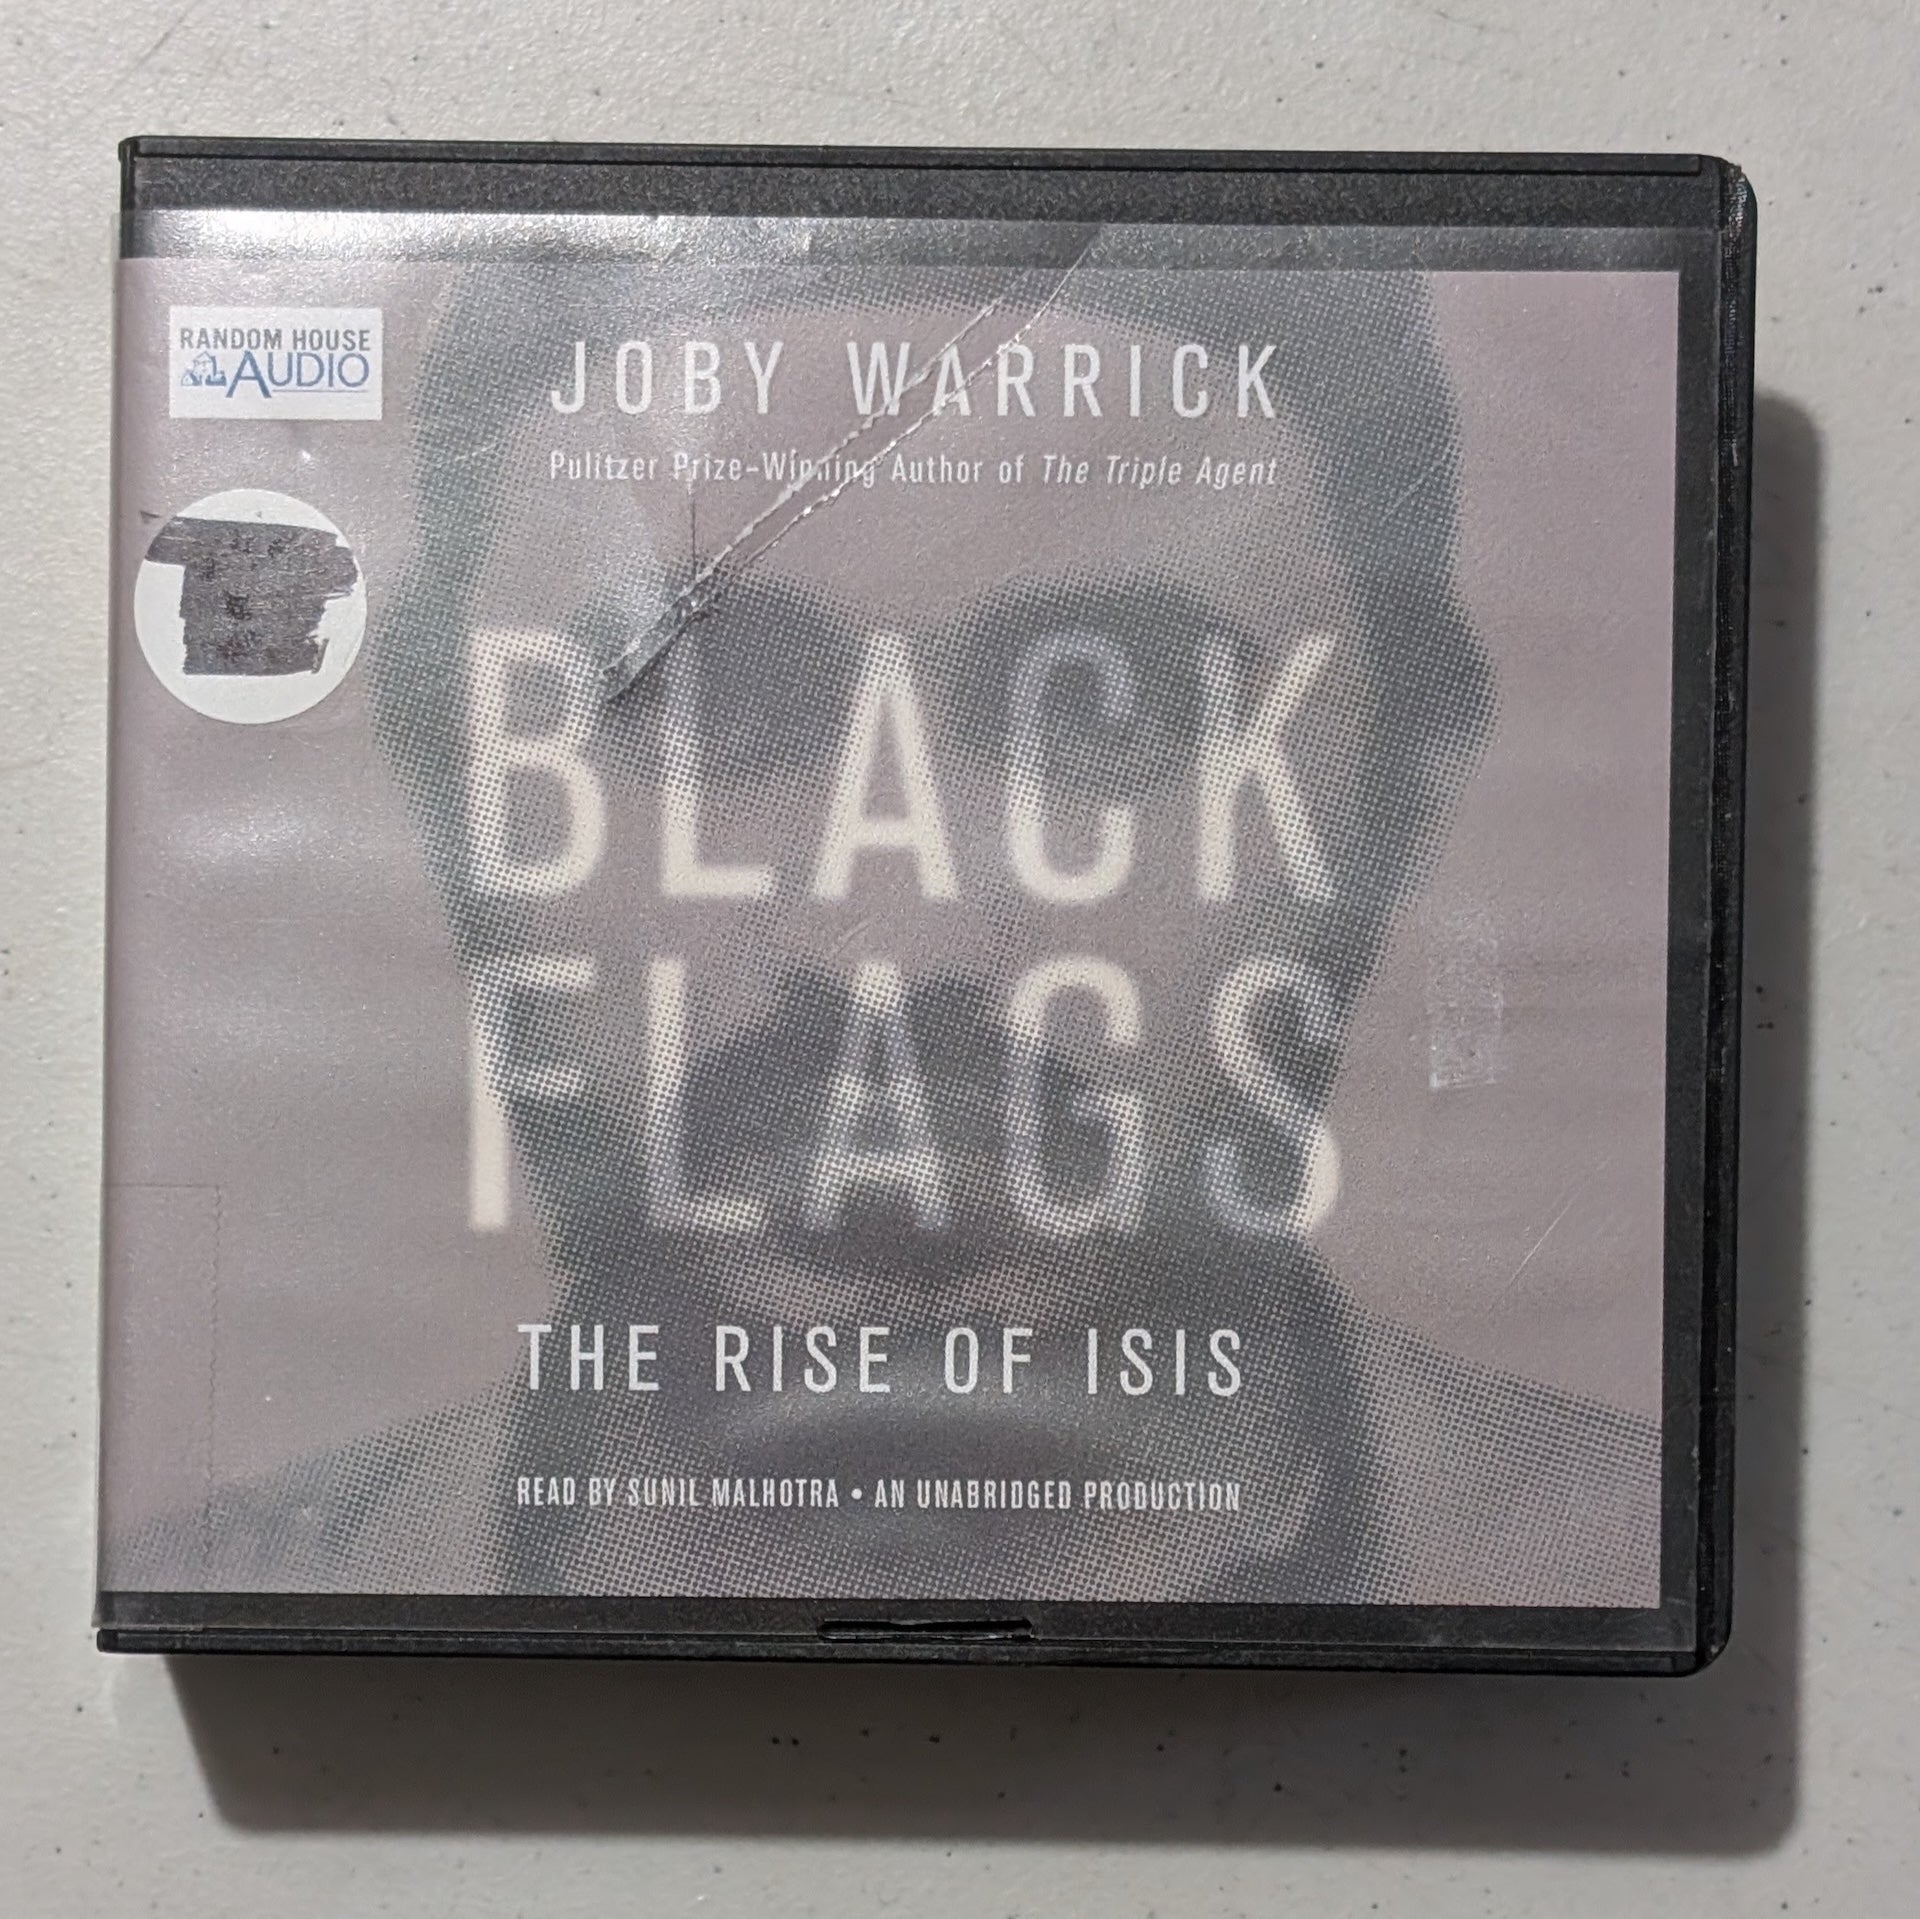 RANDOM HOUSE
AUDIO
JOBY WARRICK
Pulitzer Prize-Winning Author of The Triple Agent
BLACK
FLAGS
THE RISE OF ISIS
READ BY SUNIL MALHOTRA • AN UNABRIDGED PRODUCTION